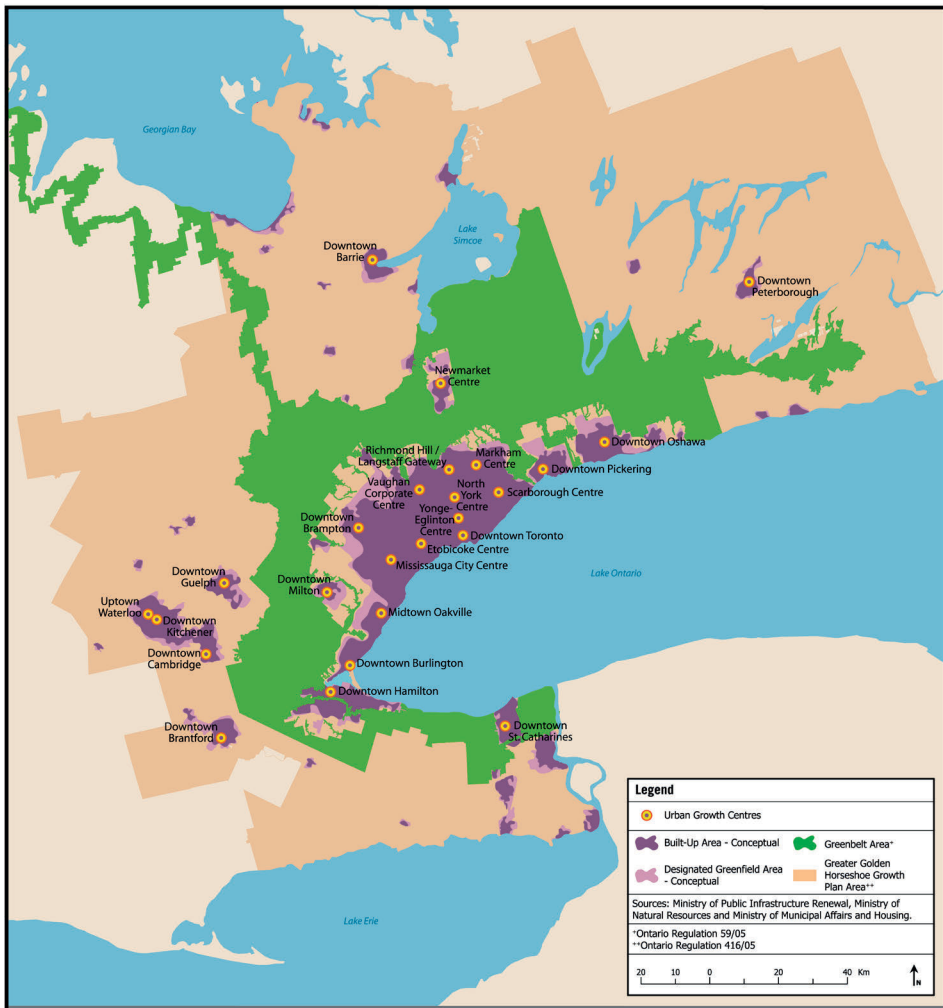 Georgian Bay
Lake
Simcoe
Downtown
Barrie
Downtown
Peterborough
Newmarket
Centre
Richmond Hill /
Langstaff Gateway
Markham
Centre
Downtown Oshawa
Downtown Pickering
Vaughan
Corporate
Centre
North
York
Centre
Scarborough Centre
Yonge-
Eglinton
Centre
Downtown
Brampton
Downtown Toronto
Etobicoke Centre
Mississauga City Centre
Lake Ontario
Downtown
Guelph
Downtown
Milton
Uptown
Waterloo
Downtown
Kitchener
Midtown Oakville
Downtown
Cambridge
Downtown Burlington
Downtown Hamilton
Downtown
Brantford
Downtown
St. Catharines
Lake Erie
Legend
Urban Growth Centres
Built-Up Area - Conceptual
Greenbelt Area+
Designated Greenfield Area
- Conceptual
Greater Golden
Horseshoe Growth
Plan Area++
Sources: Ministry of Public Infrastructure Renewal, Ministry of
Natural Resources and Ministry of Municipal Affairs and Housing.
+Ontario Regulation 59/05
++Ontario Regulation 416/05
20 10 0 20 40 Km
N